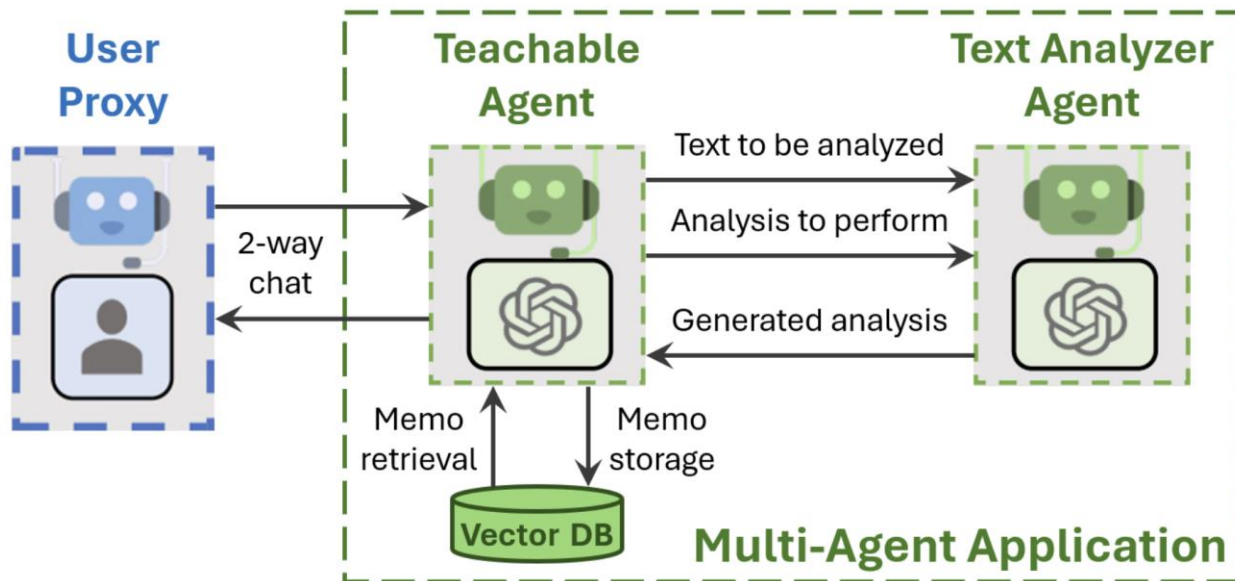 User
Proxy
Teachable
Agent
Text Analyzer
Agent
Text to be analyzed
Analysis to perform
Generated analysis
2-way
chat
Memo
retrieval
Memo
storage
Vector DB
Multi-Agent Application